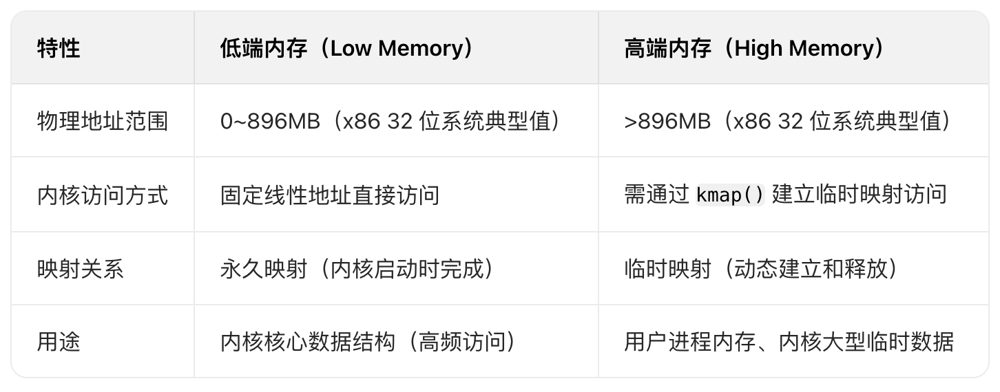 特性 低端内存（Low Memory） 高端内存（High Memory）
物理地址范围 0~896MB（x86 32 位系统典型值） >896MB（x86 32 位系统典型值）
内核访问方式 固定线性地址直接访问 需通过 kmap() 建立临时映射访问
映射关系 永久映射（内核启动时完成） 临时映射（动态建立和释放）
用途 内核核心数据结构（高频访问） 用户进程内存、内核大型临时数据